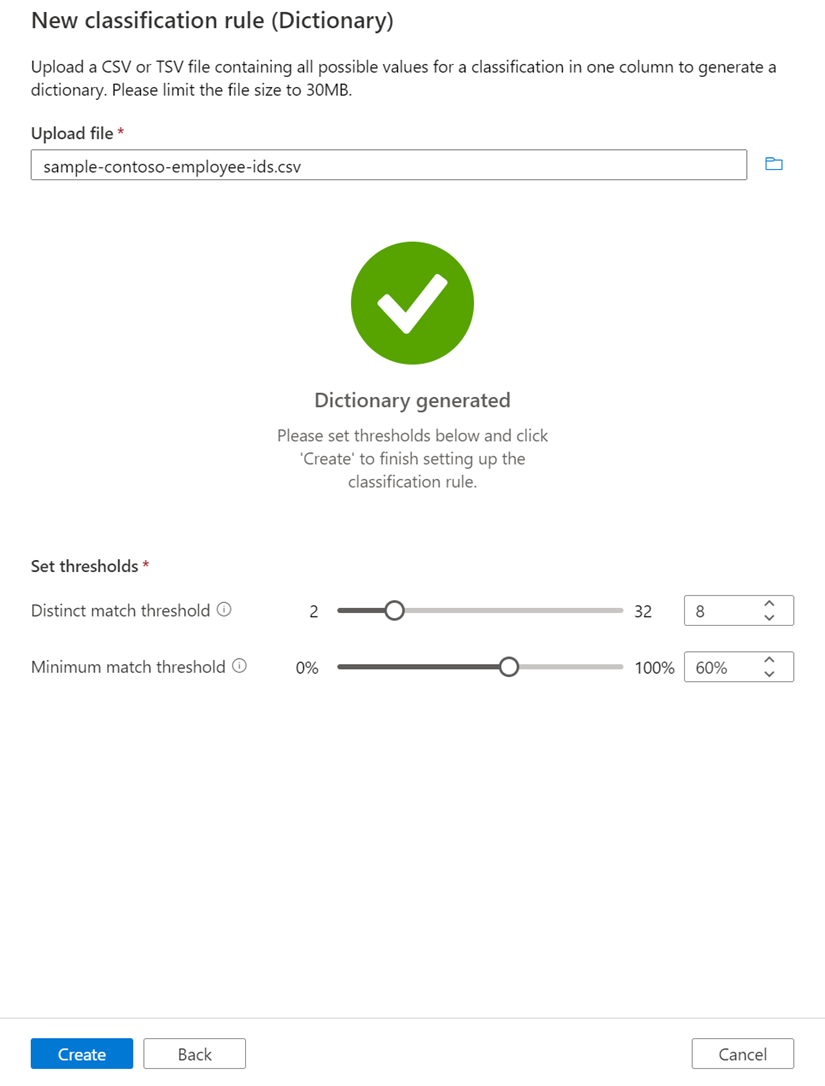 New classification rule (Dictionary)
Upload a CSV or TSV file containing all possible values for a classification in one column to generate a
dictionary. Please limit the file size to 30MB.
Upload file *
sample-contoso-employee-ids.csv
Dictionary generated
Please set thresholds below and click
'Create' to finish setting up the
classification rule.
Set thresholds *
Distinct match threshold 2 32 8
Minimum match threshold 0% 100% 60%
Create Back Cancel